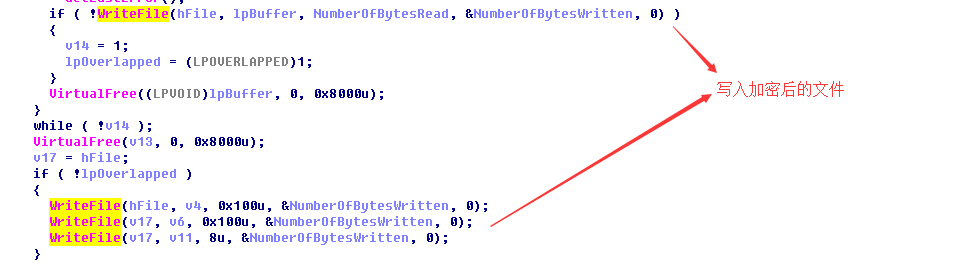 if ( !WriteFile(hFile, lpBuffer, NumberOfBytesRead, &NumberOfBytesWritten, 0) )
{
v14 = 1;
lpOverlapped = (LPOVERLAPPED)1;
}
VirtualFree((LPVOID)lpBuffer, 0, 0x8000u);
写入加密后的文件
}
while ( !v14 );
VirtualFree(v13, 0, 0x8000u);
v17 = hFile;
if ( !lpOverlapped )
{
WriteFile(hFile, v4, 0x100u, &NumberOfBytesWritten, 0);
WriteFile(v17, v6, 0x100u, &NumberOfBytesWritten, 0);
WriteFile(v17, v11, 8u, &NumberOfBytesWritten, 0);
}